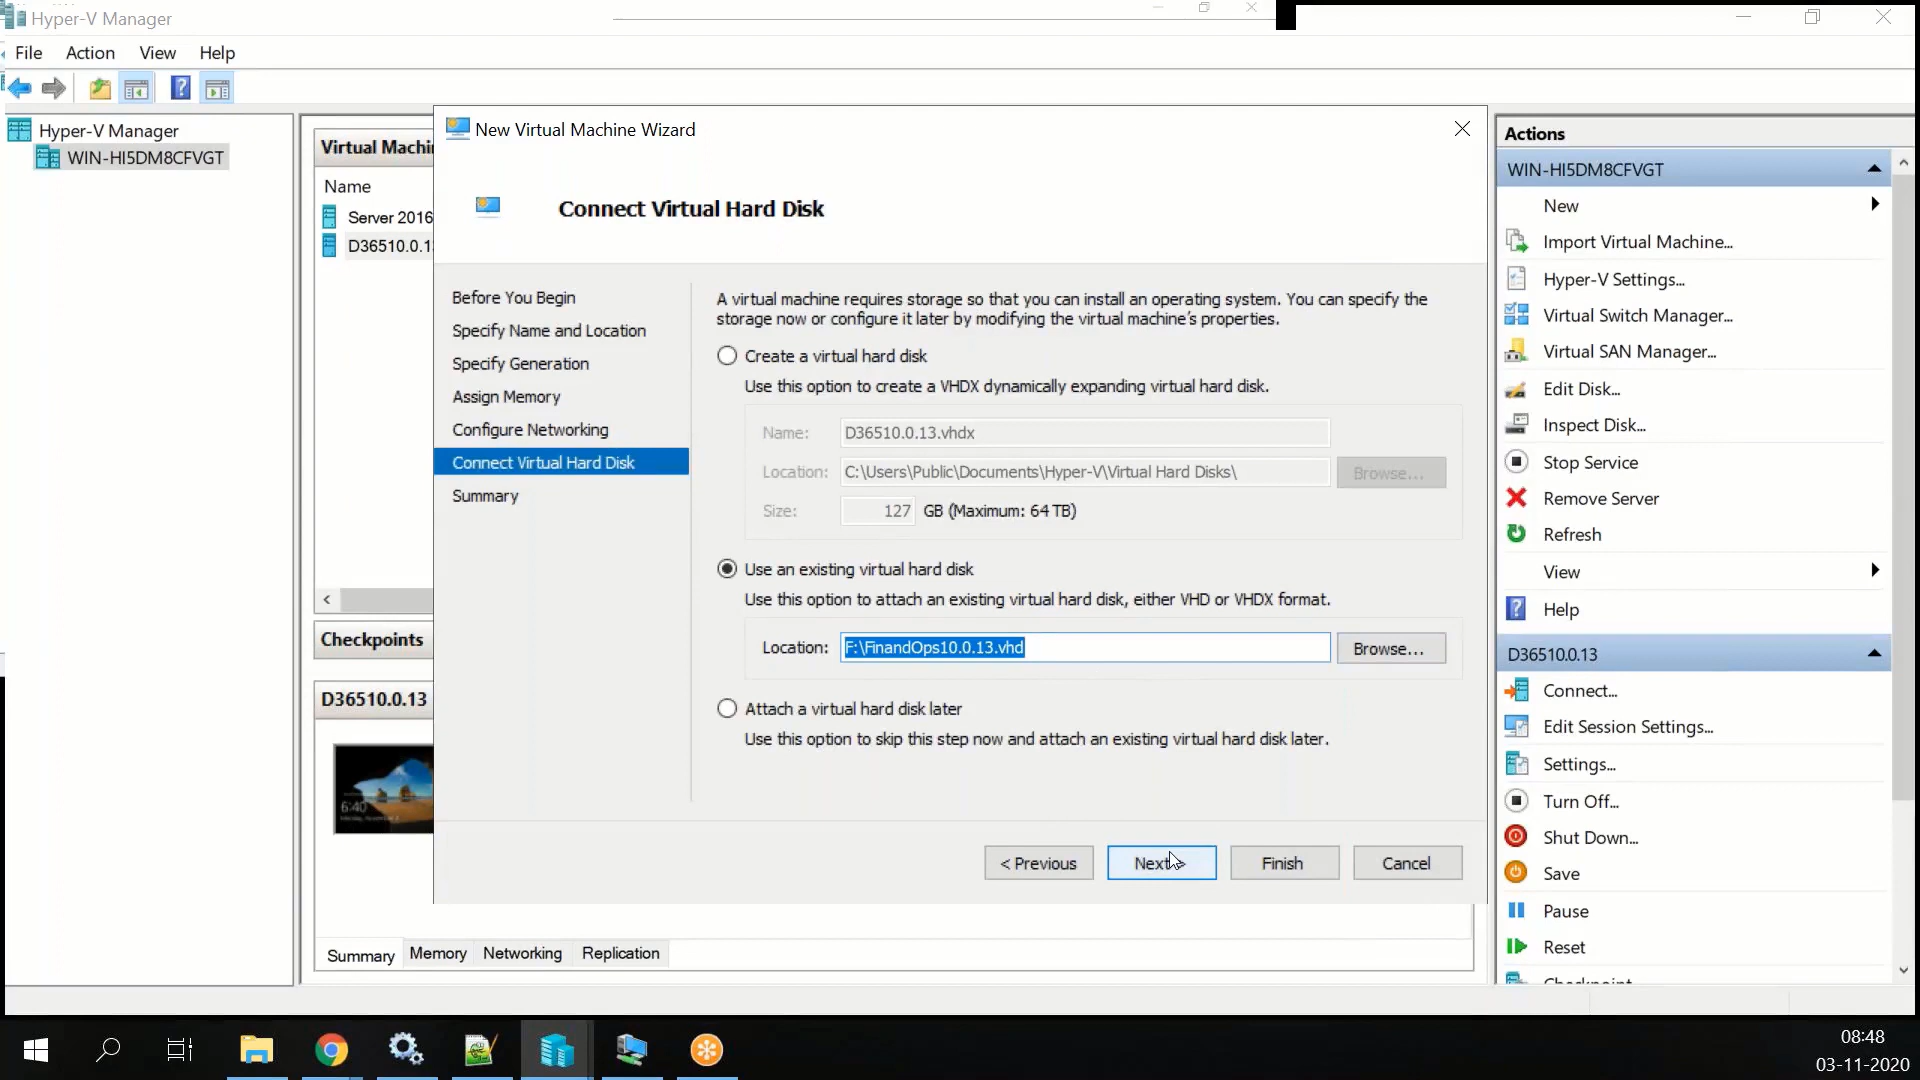 Hyper-V Manager
File Action View Help
Hyper-V Manager
WIN-HI5DM8CFVGT
Virtual Machi
Name
Server 2016
D36510.0.1
Checkpoints
D36510.0.13
6:40
Summary Memory Networking Replication
New Virtual Machine Wizard
Connect Virtual Hard Disk
Before You Begin
Specify Name and Location
Specify Generation
Assign Memory
Configure Networking
Connect Virtual Hard Disk
Summary
A virtual machine requires storage so that you can install an operating system. You can specify the
storage now or configure it later by modifying the virtual machine's properties.
Create a virtual hard disk
Use this option to create a VHDX dynamically expanding virtual hard disk.
Name: D36510.0.13.vhdx
Location: C:\Users\Public\Documents\Hyper-V\Virtual Hard Disks\ Browse...
Size: 127 GB (Maximum: 64 TB)
Use an existing virtual hard disk
Use this option to attach an existing virtual hard disk, either VHD or VHDX format.
Location: F:\FinandOps10.0.13.vhd Browse...
Attach a virtual hard disk later
Use this option to skip this step now and attach an existing virtual hard disk later.
< Previous Next > Finish Cancel
Actions
WIN-HI5DM8CFVGT
New
Import Virtual Machine...
Hyper-V Settings...
Virtual Switch Manager...
Virtual SAN Manager...
Edit Disk...
Inspect Disk...
Stop Service
Remove Server
Refresh
View
Help
D36510.0.13
Connect...
Edit Session Settings...
Settings...
Turn Off...
Shut Down...
Save
Pause
Reset
Checkpoint
08:48
03-11-2020